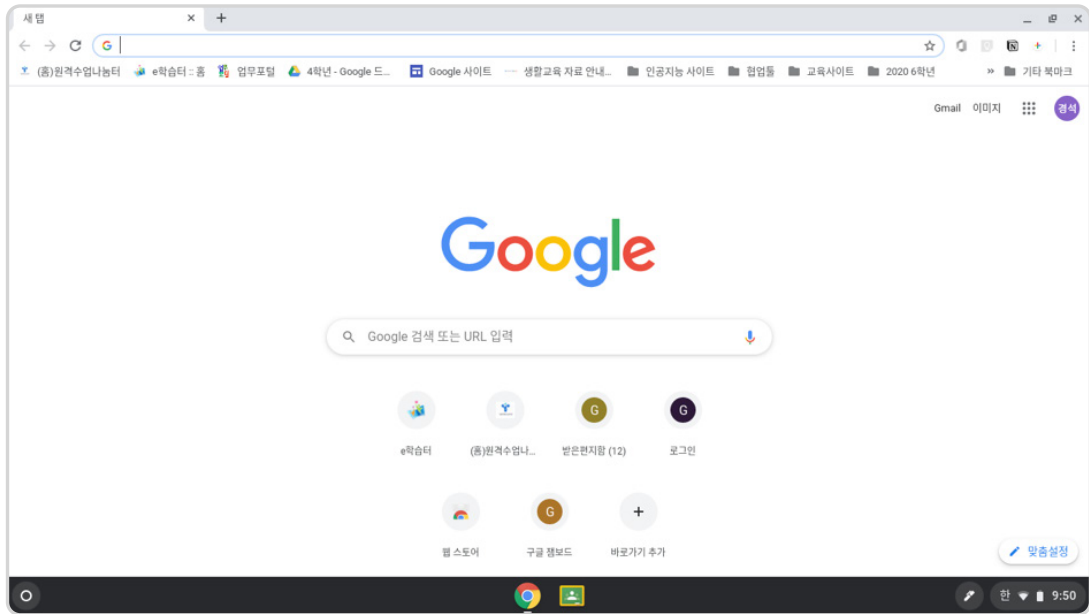 새 탭
(홈)원격수업나눔터 e학습터 :: 홈 업무포털 4학년 - Google 드... Google 사이트 생활교육 자료 안내... 인공지능 사이트 협업툴 교육사이트 2020 6학년 » 기타 북마크
Gmail 이미지 경석
Google
Google 검색 또는 URL 입력
G G
e학습터 (홈)원격수업나... 받은편지함 (12) 로그인
G
웹 스토어 구글 잼보드 바로가기 추가
맞춤설정
한 9:50